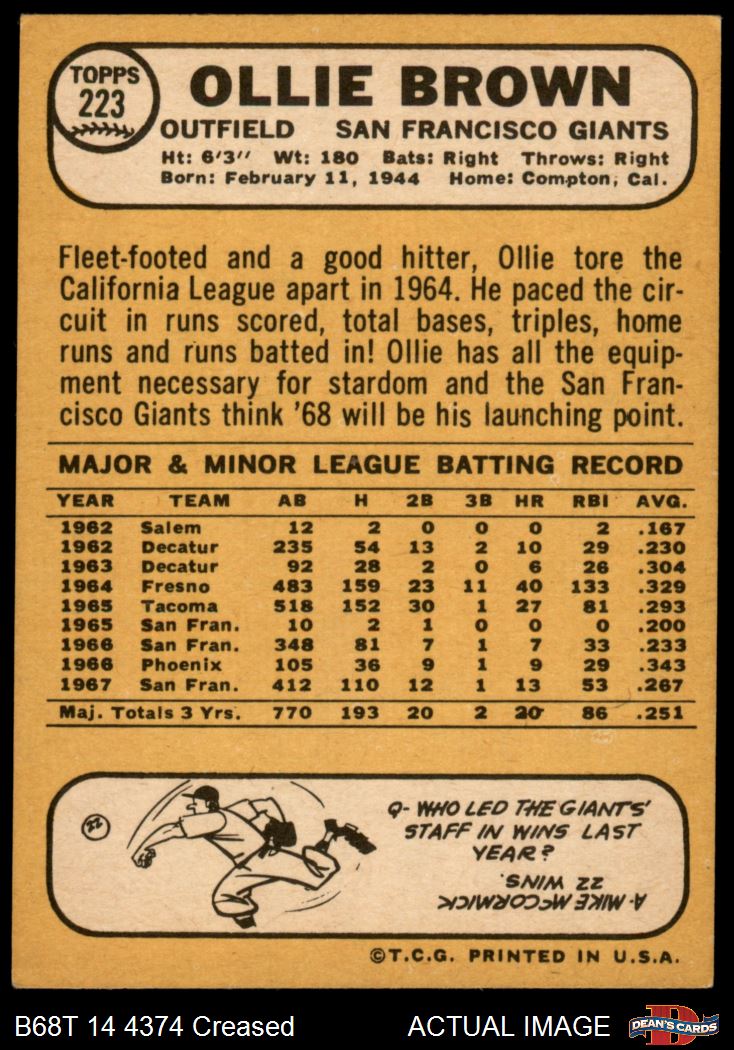 TOPPS
223
OLLIE BROWN
OUTFIELD SAN FRANCISCO GIANTS
Ht: 6'3" Wt: 180 Bats: Right Throws: Right
Born: February 11, 1944 Home: Compton, Cal.
Fleet-footed and a good hitter, Ollie tore the
California League apart in 1964. He paced the cir-
cuit in runs scored, total bases, triples, home
runs and runs batted in! Ollie has all the equip-
ment necessary for stardom and the San Fran-
cisco Giants think '68 will be his launching point.
MAJOR & MINOR LEAGUE BATTING RECORD
YEAR TEAM AB H 2B 3B HR RBI AVG.
1962 Salem 12 2 0 0 0 2 .167
1962 Decatur 235 54 13 2 10 29 .230
1963 Decatur 92 28 2 0 6 26 .304
1964 Fresno 483 159 23 11 40 133 .329
1965 Tacoma 518 152 30 1 27 81 .293
1965 San Fran. 10 2 1 0 0 0 .200
1966 San Fran. 348 81 7 1 7 33 .233
1966 Phoenix 105 36 9 1 9 29 .343
1967 San Fran. 412 110 12 1 13 53 .267
Maj. Totals 3 Yrs. 770 193 20 2 20 86 .251
22
Q- WHO LED THE GIANTS'
STAFF IN WINS LAST
YEAR?
A- MIKE McCORMICK
22 WINS.
©T.C.G. PRINTED IN U.S.A.
B68T 14 4374 Creased ACTUAL IMAGE
D
DEAN'S CARDS